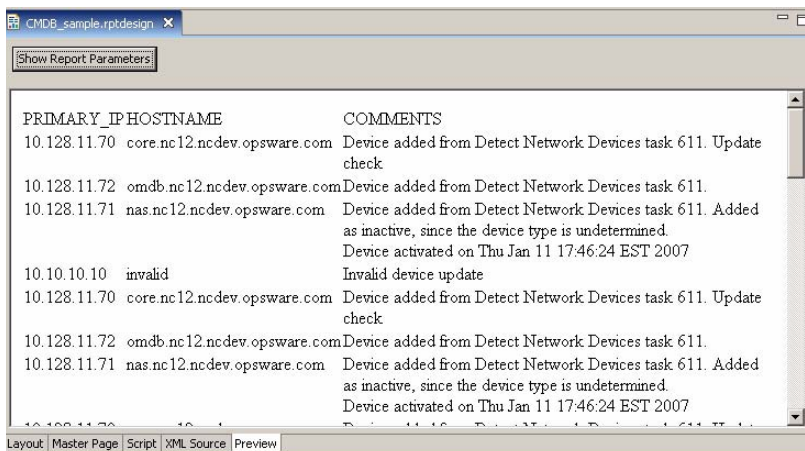 CMDB_sample.rptdesign
Show Report Parameters
PRIMARY_IP HOSTNAME COMMENTS
10.128.11.70 core.nc12.ncdev.opsware.com Device added from Detect Network Devices task 611. Update
check
10.128.11.72 omdb.nc12.ncdev.opsware.com Device added from Detect Network Devices task 611.
10.128.11.71 nas.nc12.ncdev.opsware.com Device added from Detect Network Devices task 611. Added
as inactive, since the device type is undetermined.
Device activated on Thu Jan 11 17:46:24 EST 2007
10.10.10.10 invalid Invalid device update
10.128.11.70 core.nc12.ncdev.opsware.com Device added from Detect Network Devices task 611. Update
check
10.128.11.72 omdb.nc12.ncdev.opsware.com Device added from Detect Network Devices task 611.
10.128.11.71 nas.nc12.ncdev.opsware.com Device added from Detect Network Devices task 611. Added
as inactive, since the device type is undetermined.
Device activated on Thu Jan 11 17:46:24 EST 2007
Layout Master Page Script XML Source Preview